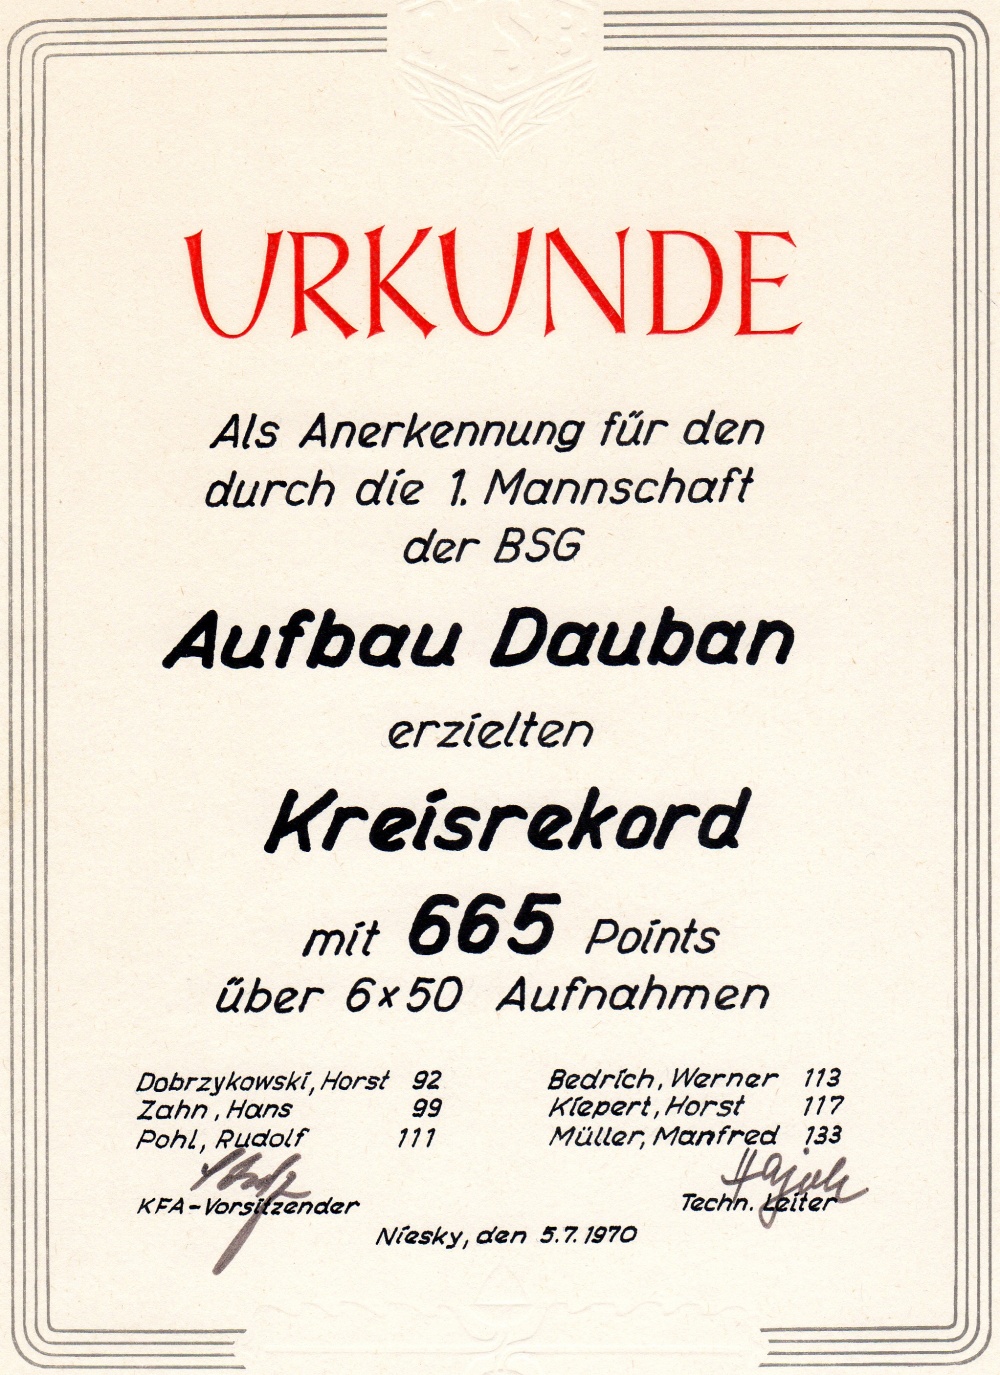 URKUNDE
Als Anerkennung für den
durch die 1. Mannschaft
der BSG
Aufbau Dauban
erzielten
Kreisrekord
mit 665 Points
über 6x50 Aufnahmen
Dobrzykowski, Horst 92 Bedrich, Werner 113
Zahn, Hans 99 Kiepert, Horst 117
Pohl, Rudolf 111 Müller, Manfred 133
KFA-Vorsitzender Techn. Leiter
Niesky, den 5.7.1970